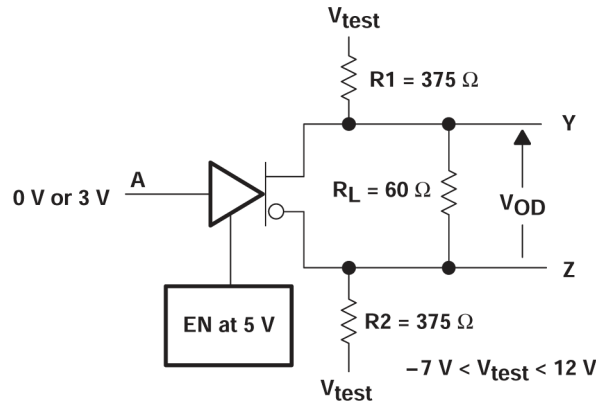 Vtest
R1 = 375 Ω
Y
A
0 V or 3 V
RL = 60 Ω
VOD
Z
EN at 5 V
R2 = 375 Ω
–7 V < Vtest < 12 V
Vtest